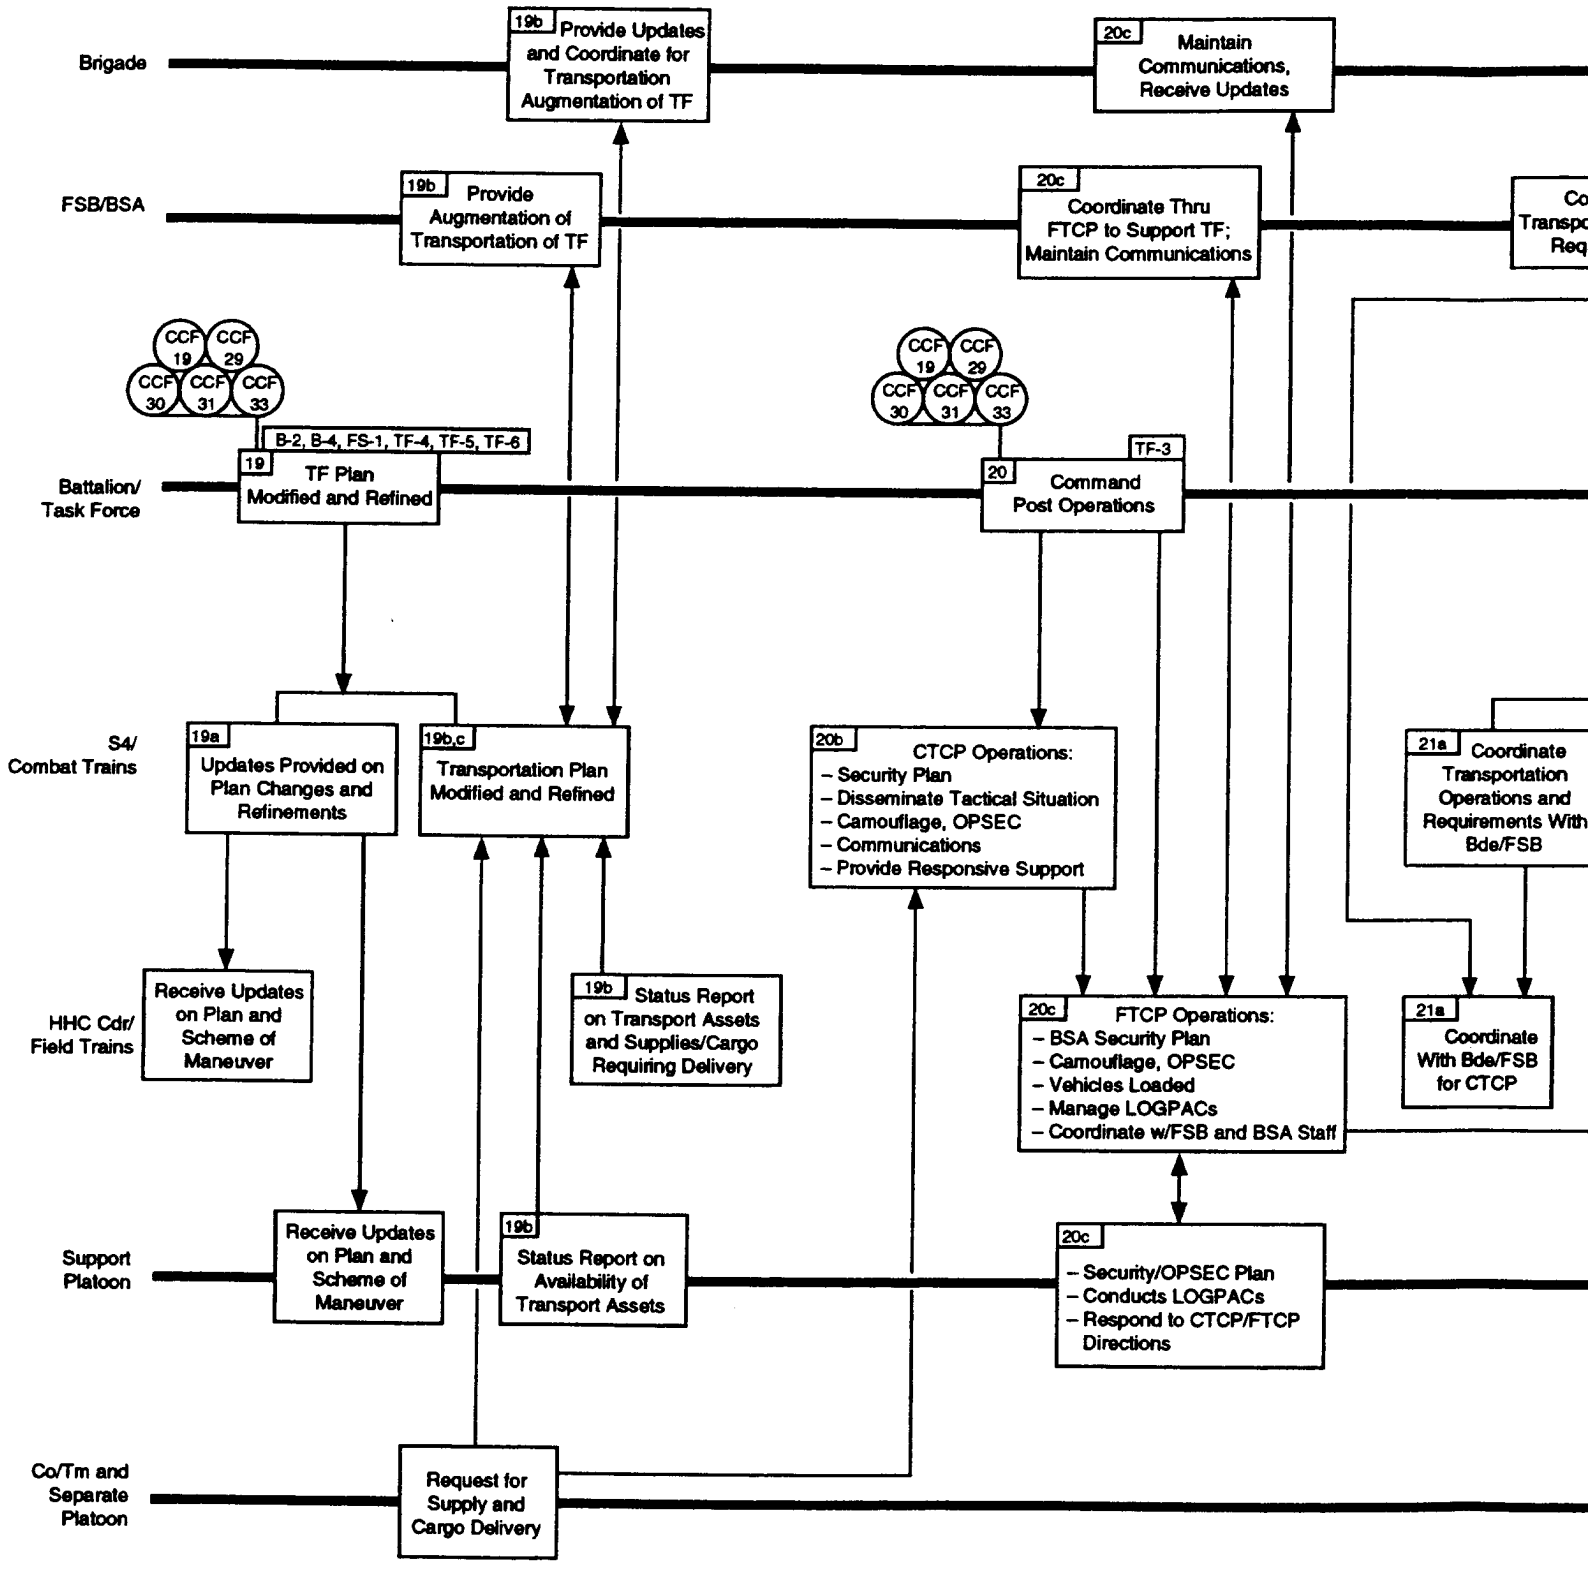 Brigade
19b
Provide Updates
and Coordinate for
Transportation
Augmentation of TF
20c
Maintain
Communications,
Receive Updates
FSB/BSA
19b
Provide
Augmentation of
Transportation of TF
20c
Coordinate Thru
FTCP to Support TF;
Maintain Communications
Co
Transpo
Req
CCF
19
CCF
29
CCF
30
CCF
31
CCF
33
CCF
19
CCF
29
CCF
30
CCF
31
CCF
33
Battalion/
Task Force
B-2, B-4, FS-1, TF-4, TF-5, TF-6
19
TF Plan
Modified and Refined
TF-3
20
Command
Post Operations
S4/
Combat Trains
19a
Updates Provided on
Plan Changes and
Refinements
19b,c
Transportation Plan
Modified and Refined
20b
CTCP Operations:
– Security Plan
– Disseminate Tactical Situation
– Camouflage, OPSEC
– Communications
– Provide Responsive Support
21a
Coordinate
Transportation
Operations and
Requirements With
Bde/FSB
HHC Cdr/
Field Trains
Receive Updates
on Plan and
Scheme of
Maneuver
19b
Status Report
on Transport Assets
and Supplies/Cargo
Requiring Delivery
20c
FTCP Operations:
– BSA Security Plan
– Camouflage, OPSEC
– Vehicles Loaded
– Manage LOGPACs
– Coordinate w/FSB and BSA Staff
21a
Coordinate
With Bde/FSB
for CTCP
Support
Platoon
Receive Updates
on Plan and
Scheme of
Maneuver
19b
Status Report on
Availability of
Transport Assets
20c
– Security/OPSEC Plan
– Conducts LOGPACs
– Respond to CTCP/FTCP
Directions
Co/Tm and
Separate
Platoon
Request for
Supply and
Cargo Delivery